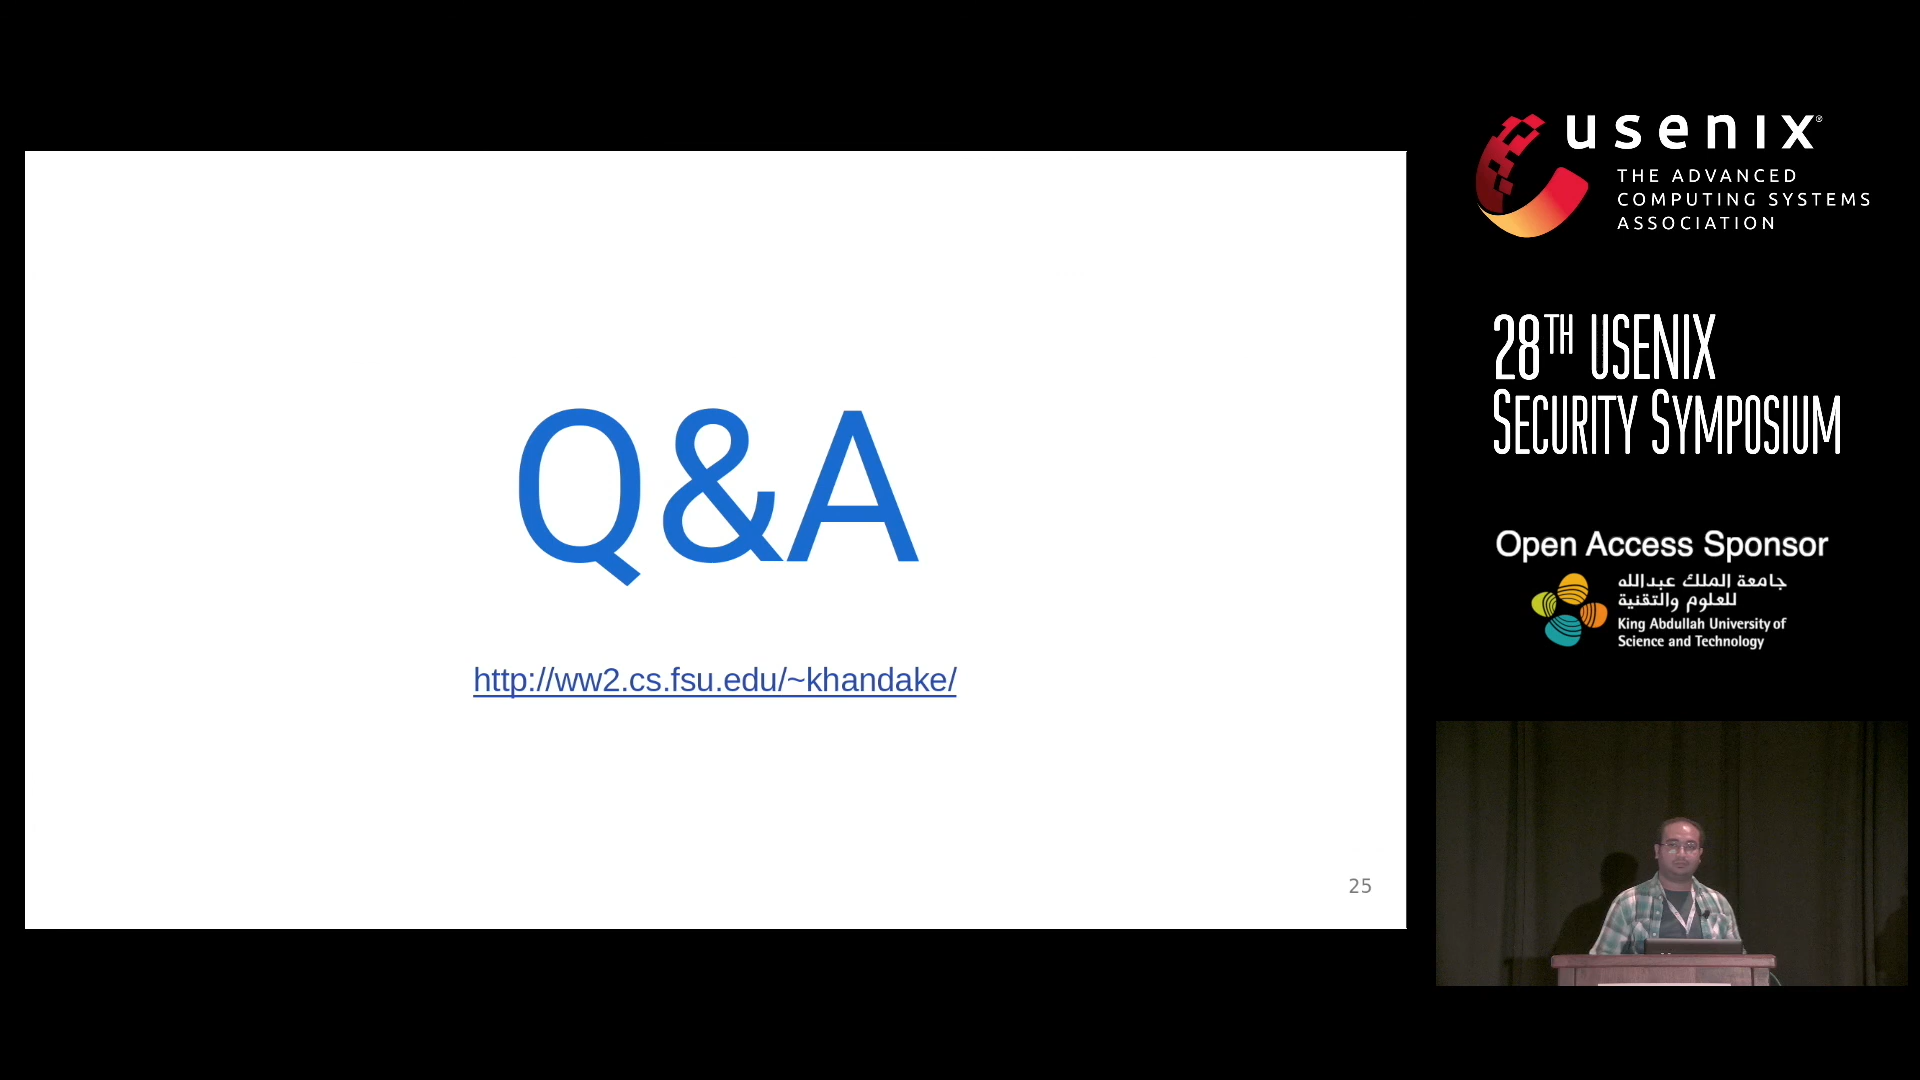 Q&A
http://ww2.cs.fsu.edu/~khandake/
25
usenix®
THE ADVANCED
COMPUTING SYSTEMS
ASSOCIATION
28TH USENIX
SECURITY SYMPOSIUM
Open Access Sponsor
جامعة الملك عبدالله
للعلوم والتقنية
King Abdullah University of
Science and Technology